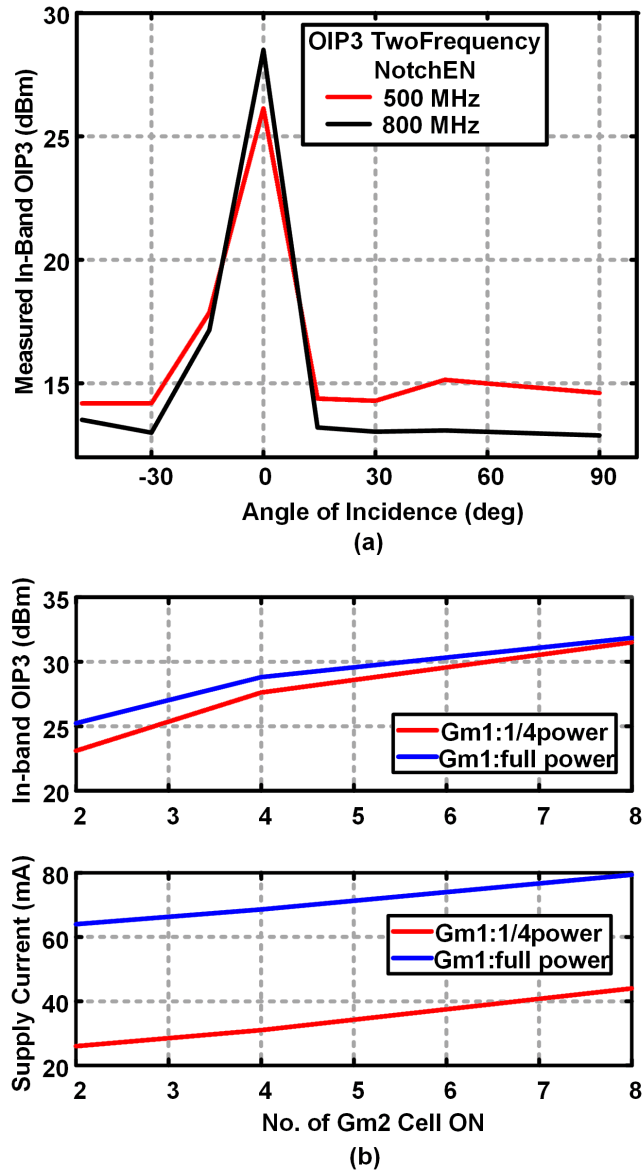 30
25
20
15
Measured In-Band OIP3 (dBm)
OIP3 TwoFrequency
NotchEN
500 MHz
800 MHz
-30 0 30 60 90
Angle of Incidence (deg)
(a)
35
30
25
20
In-band OIP3 (dBm)
Gm1:1/4power
Gm1:full power
2 3 4 5 6 7 8
80
60
40
20
Supply Current (mA)
Gm1:1/4power
Gm1:full power
2 3 4 5 6 7 8
No. of Gm2 Cell ON
(b)